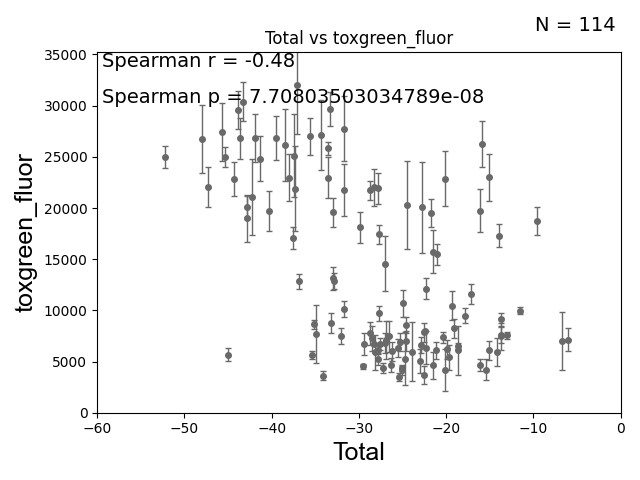 N = 114
Total vs toxgreen_fluor
Spearman r = -0.48
Spearman p = 7.70803503034789e-08
35000
30000
25000
20000
15000
10000
5000
0
toxgreen_fluor
−60 −50 −40 −30 −20 −10 0
Total